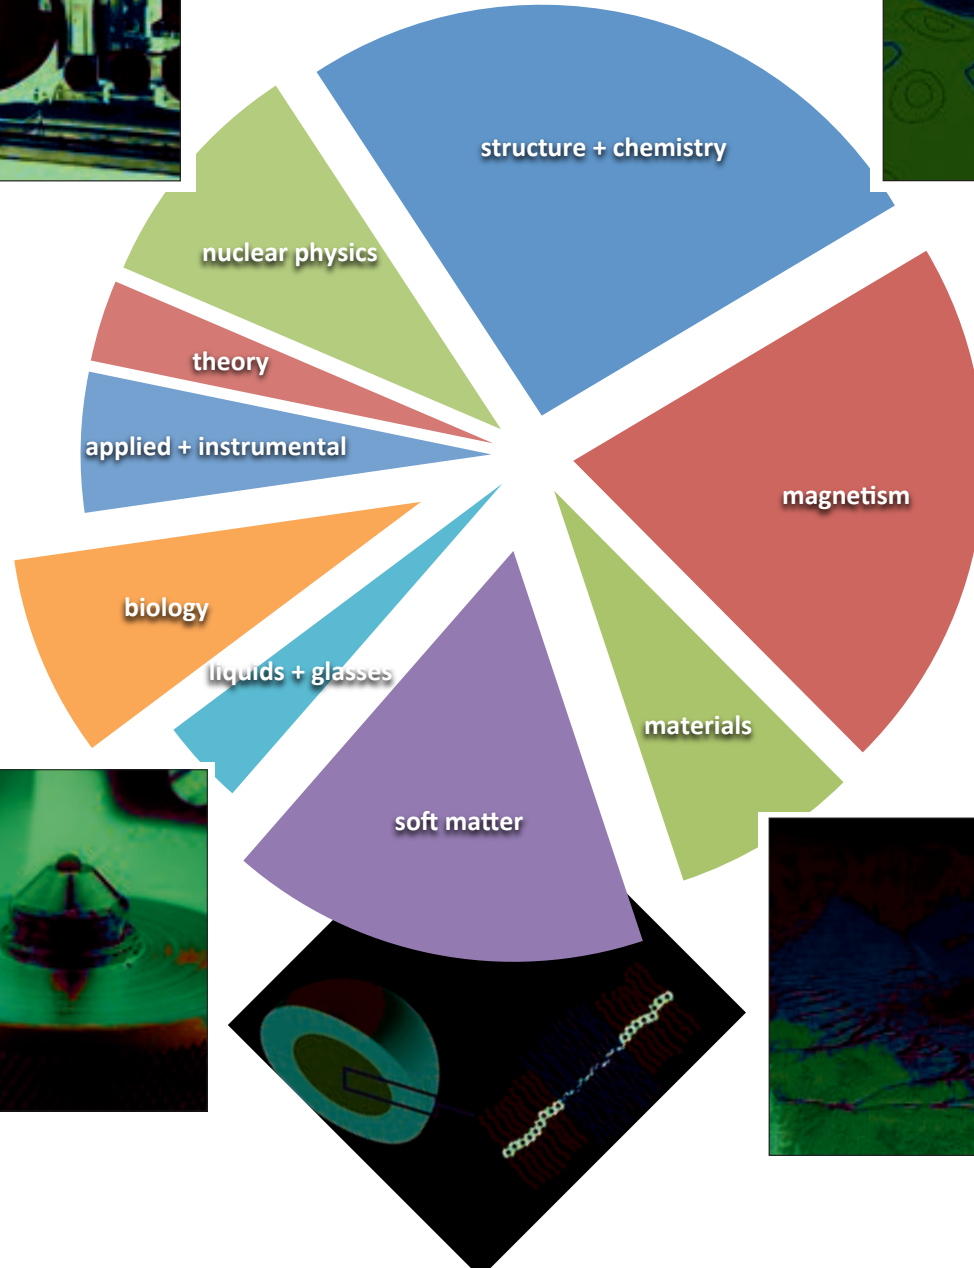 structure + chemistry
nuclear physics
theory
applied + instrumental
magnetism
biology
liquids + glasses
materials
soft matter